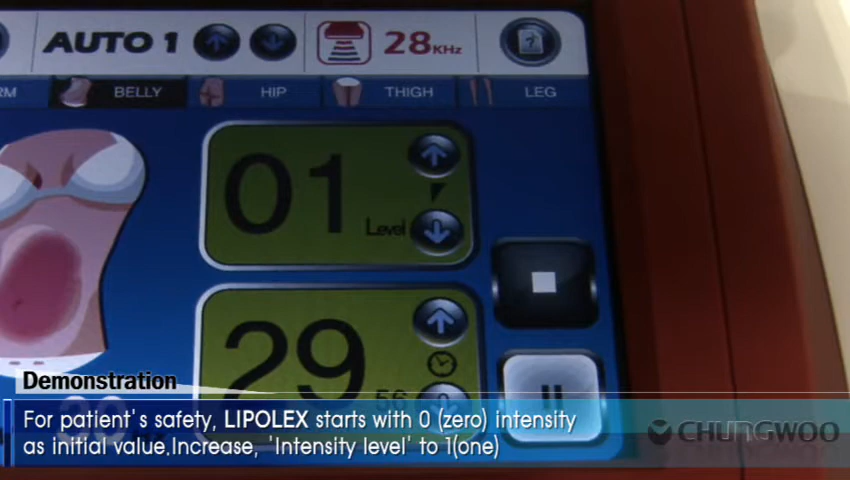 AUTO 1
28KHz
RM
BELLY
HIP
THIGH
LEG
01
Level
29
56
Demonstration
For patient's safety, LIPOLEX starts with 0 (zero) intensity
as initial value.Increase, 'Intensity level' to 1(one)
CHUNGWOO